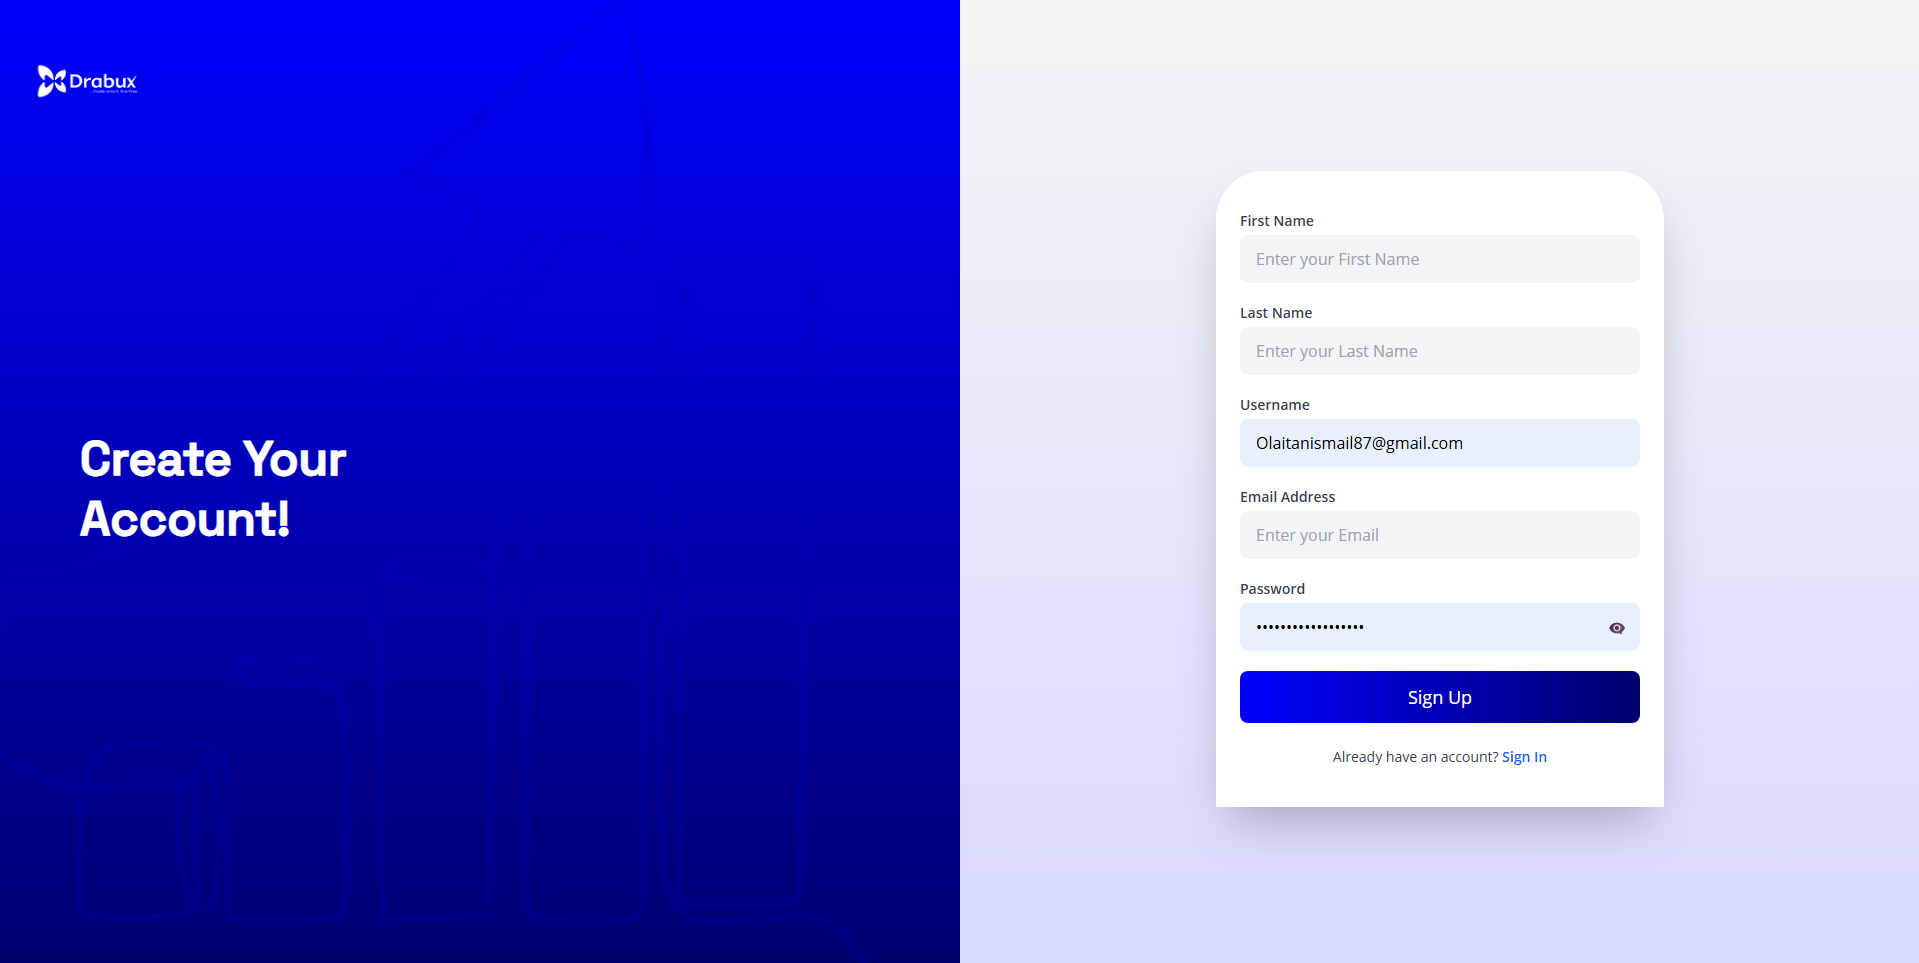 Drabux
Create Your
Account!
First Name
Enter your First Name
Last Name
Enter your Last Name
Username
Olaitanismail87@gmail.com
Email Address
Enter your Email
Password
••••••••••••••••••
Sign Up
Already have an account? Sign In